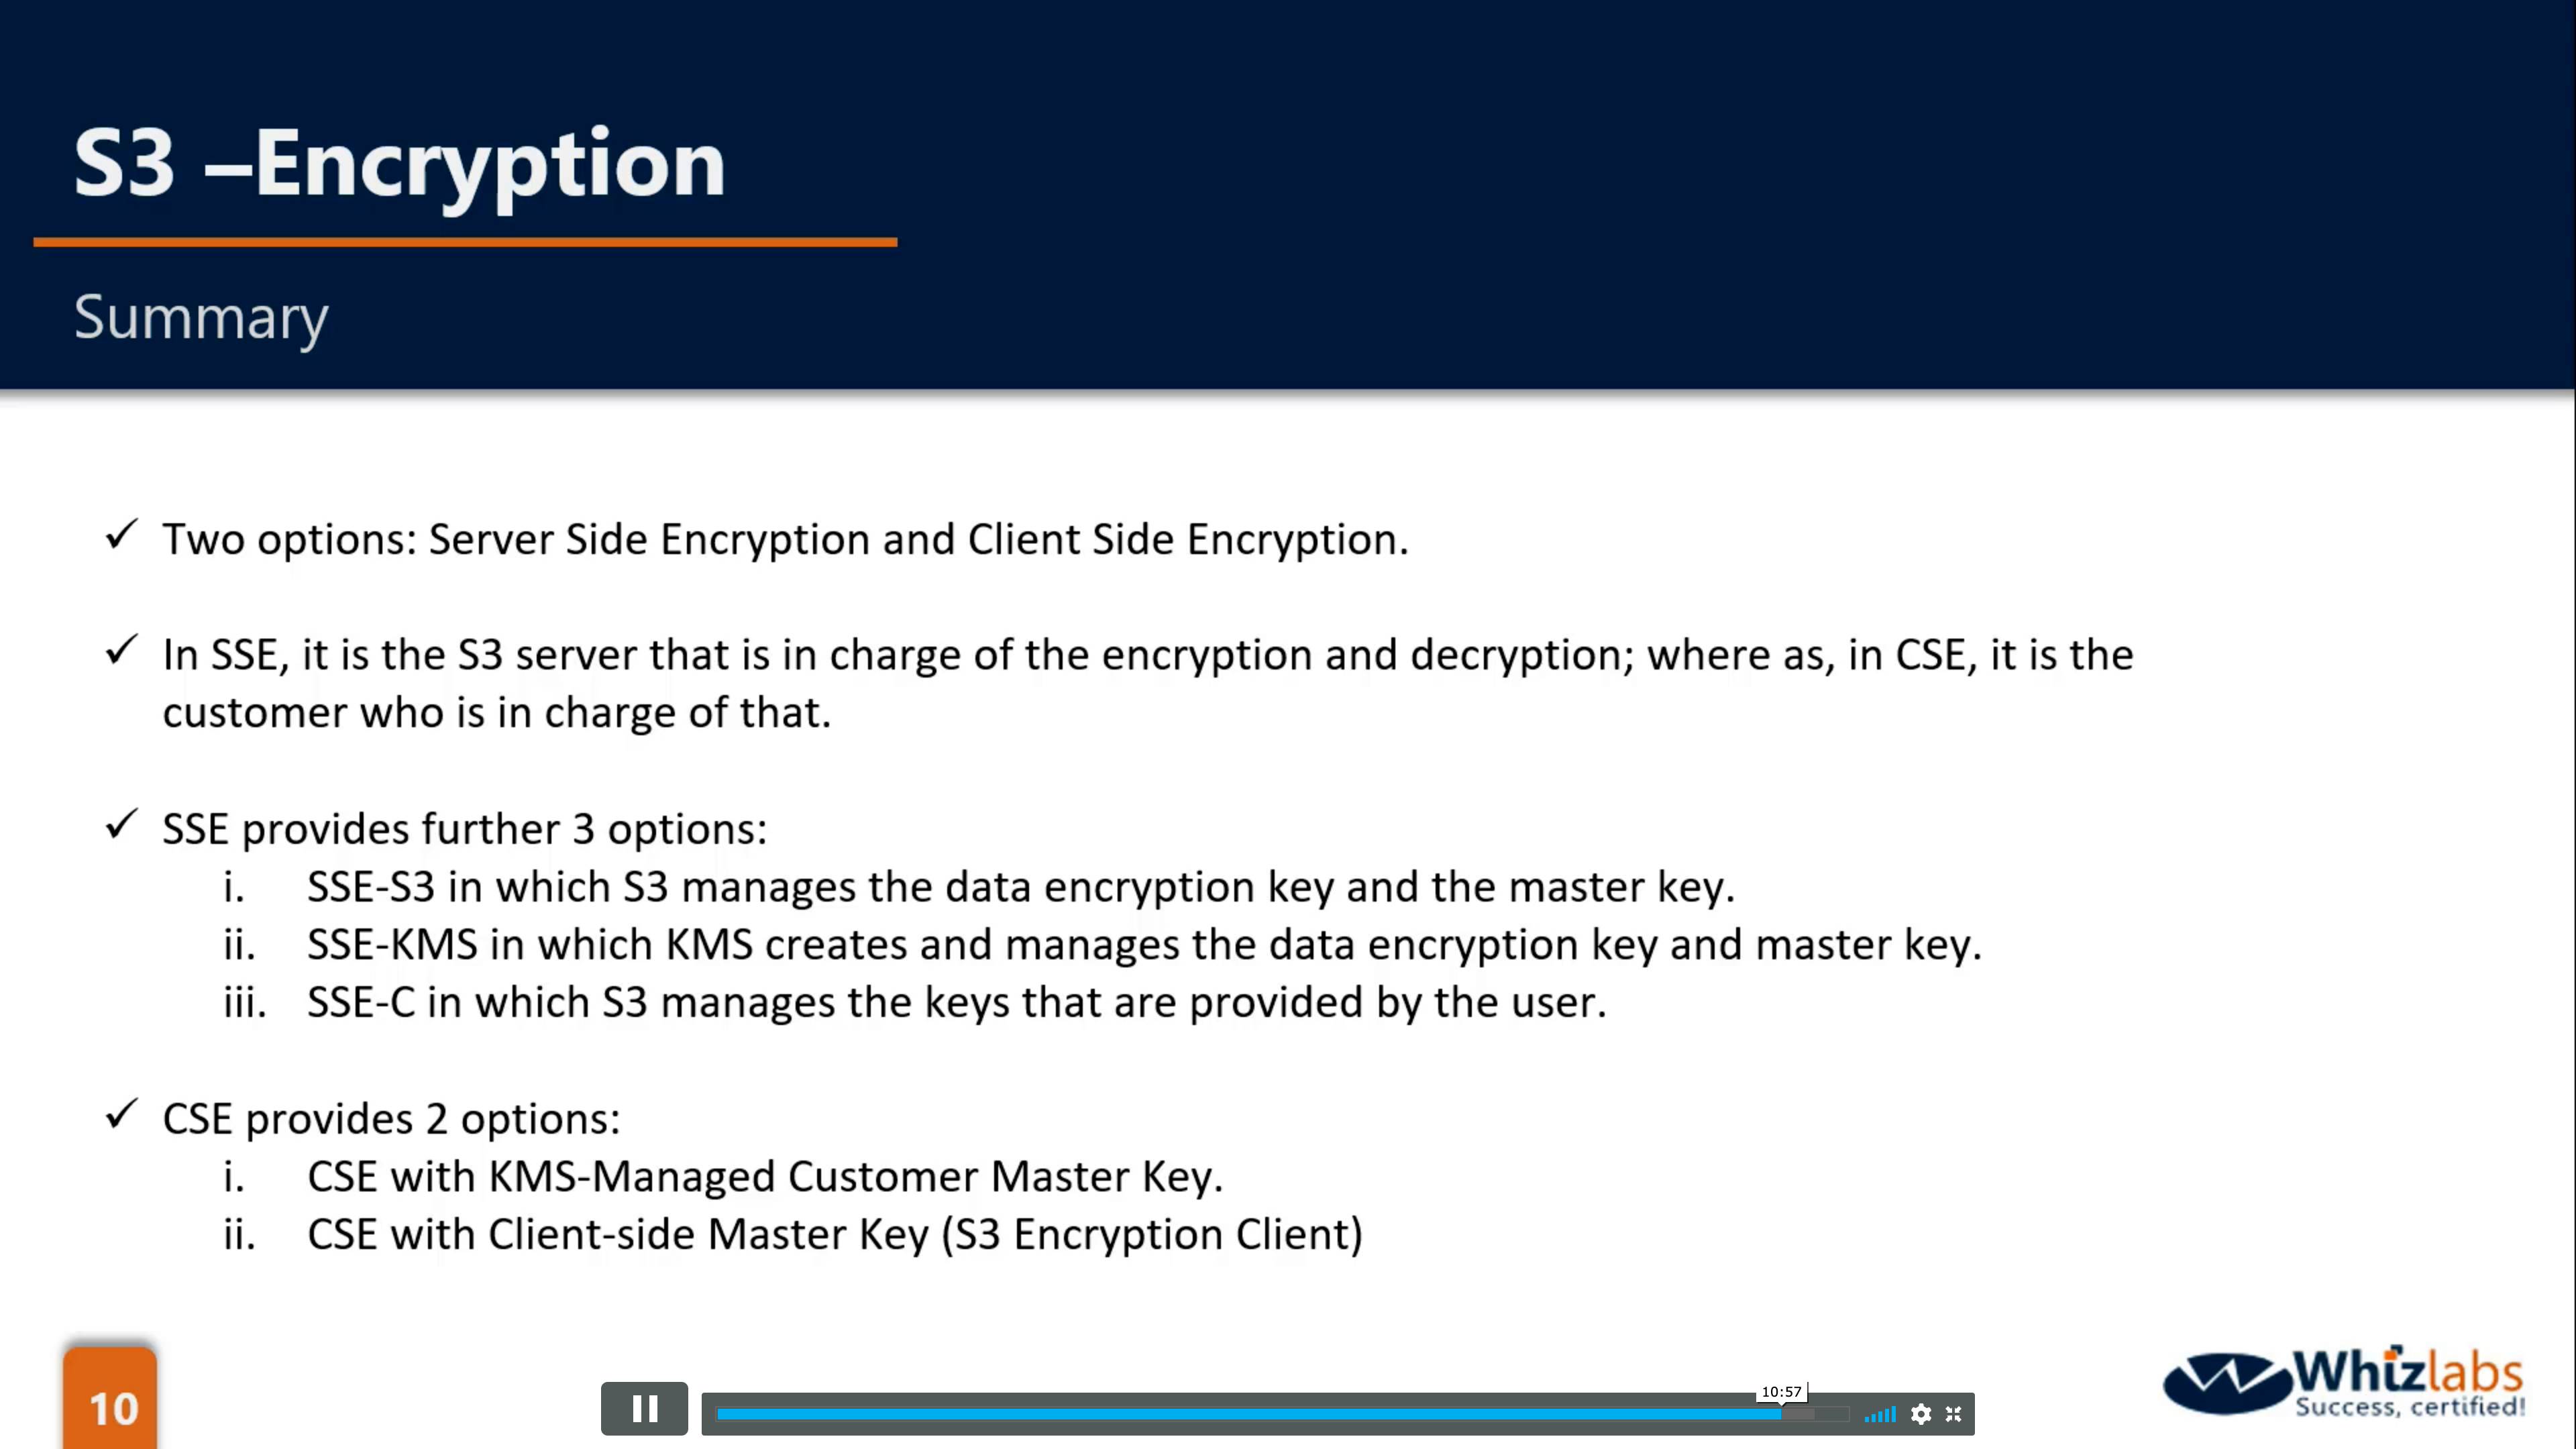 S3 –Encryption
Summary
✓ Two options: Server Side Encryption and Client Side Encryption.
✓ In SSE, it is the S3 server that is in charge of the encryption and decryption; where as, in CSE, it is the
customer who is in charge of that.
✓ SSE provides further 3 options:
i. SSE-S3 in which S3 manages the data encryption key and the master key.
ii. SSE-KMS in which KMS creates and manages the data encryption key and master key.
iii. SSE-C in which S3 manages the keys that are provided by the user.
✓ CSE provides 2 options:
i. CSE with KMS-Managed Customer Master Key.
ii. CSE with Client-side Master Key (S3 Encryption Client)
10
10:57
Whizlabs
Success, certified!